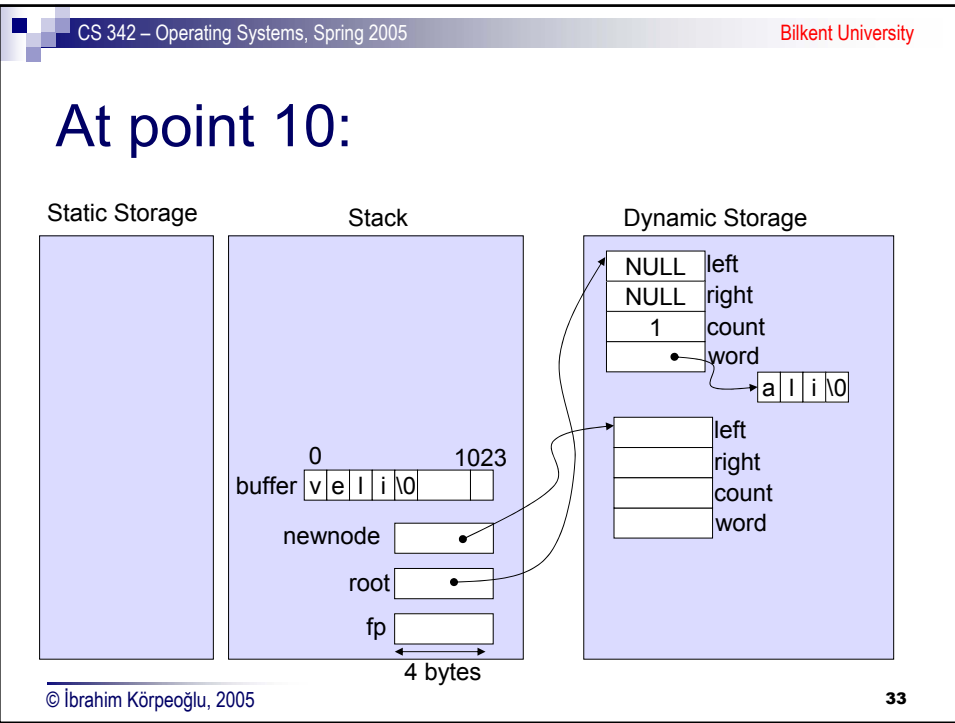 CS 342 – Operating Systems, Spring 2005 Bilkent University
At point 10:
Static Storage Stack Dynamic Storage
NULL left
NULL right
1 count
word
a l i \0
left
right
count
word
0 1023
buffer v e l i \0
newnode
root
fp
4 bytes
© İbrahim Körpeoğlu, 2005 33